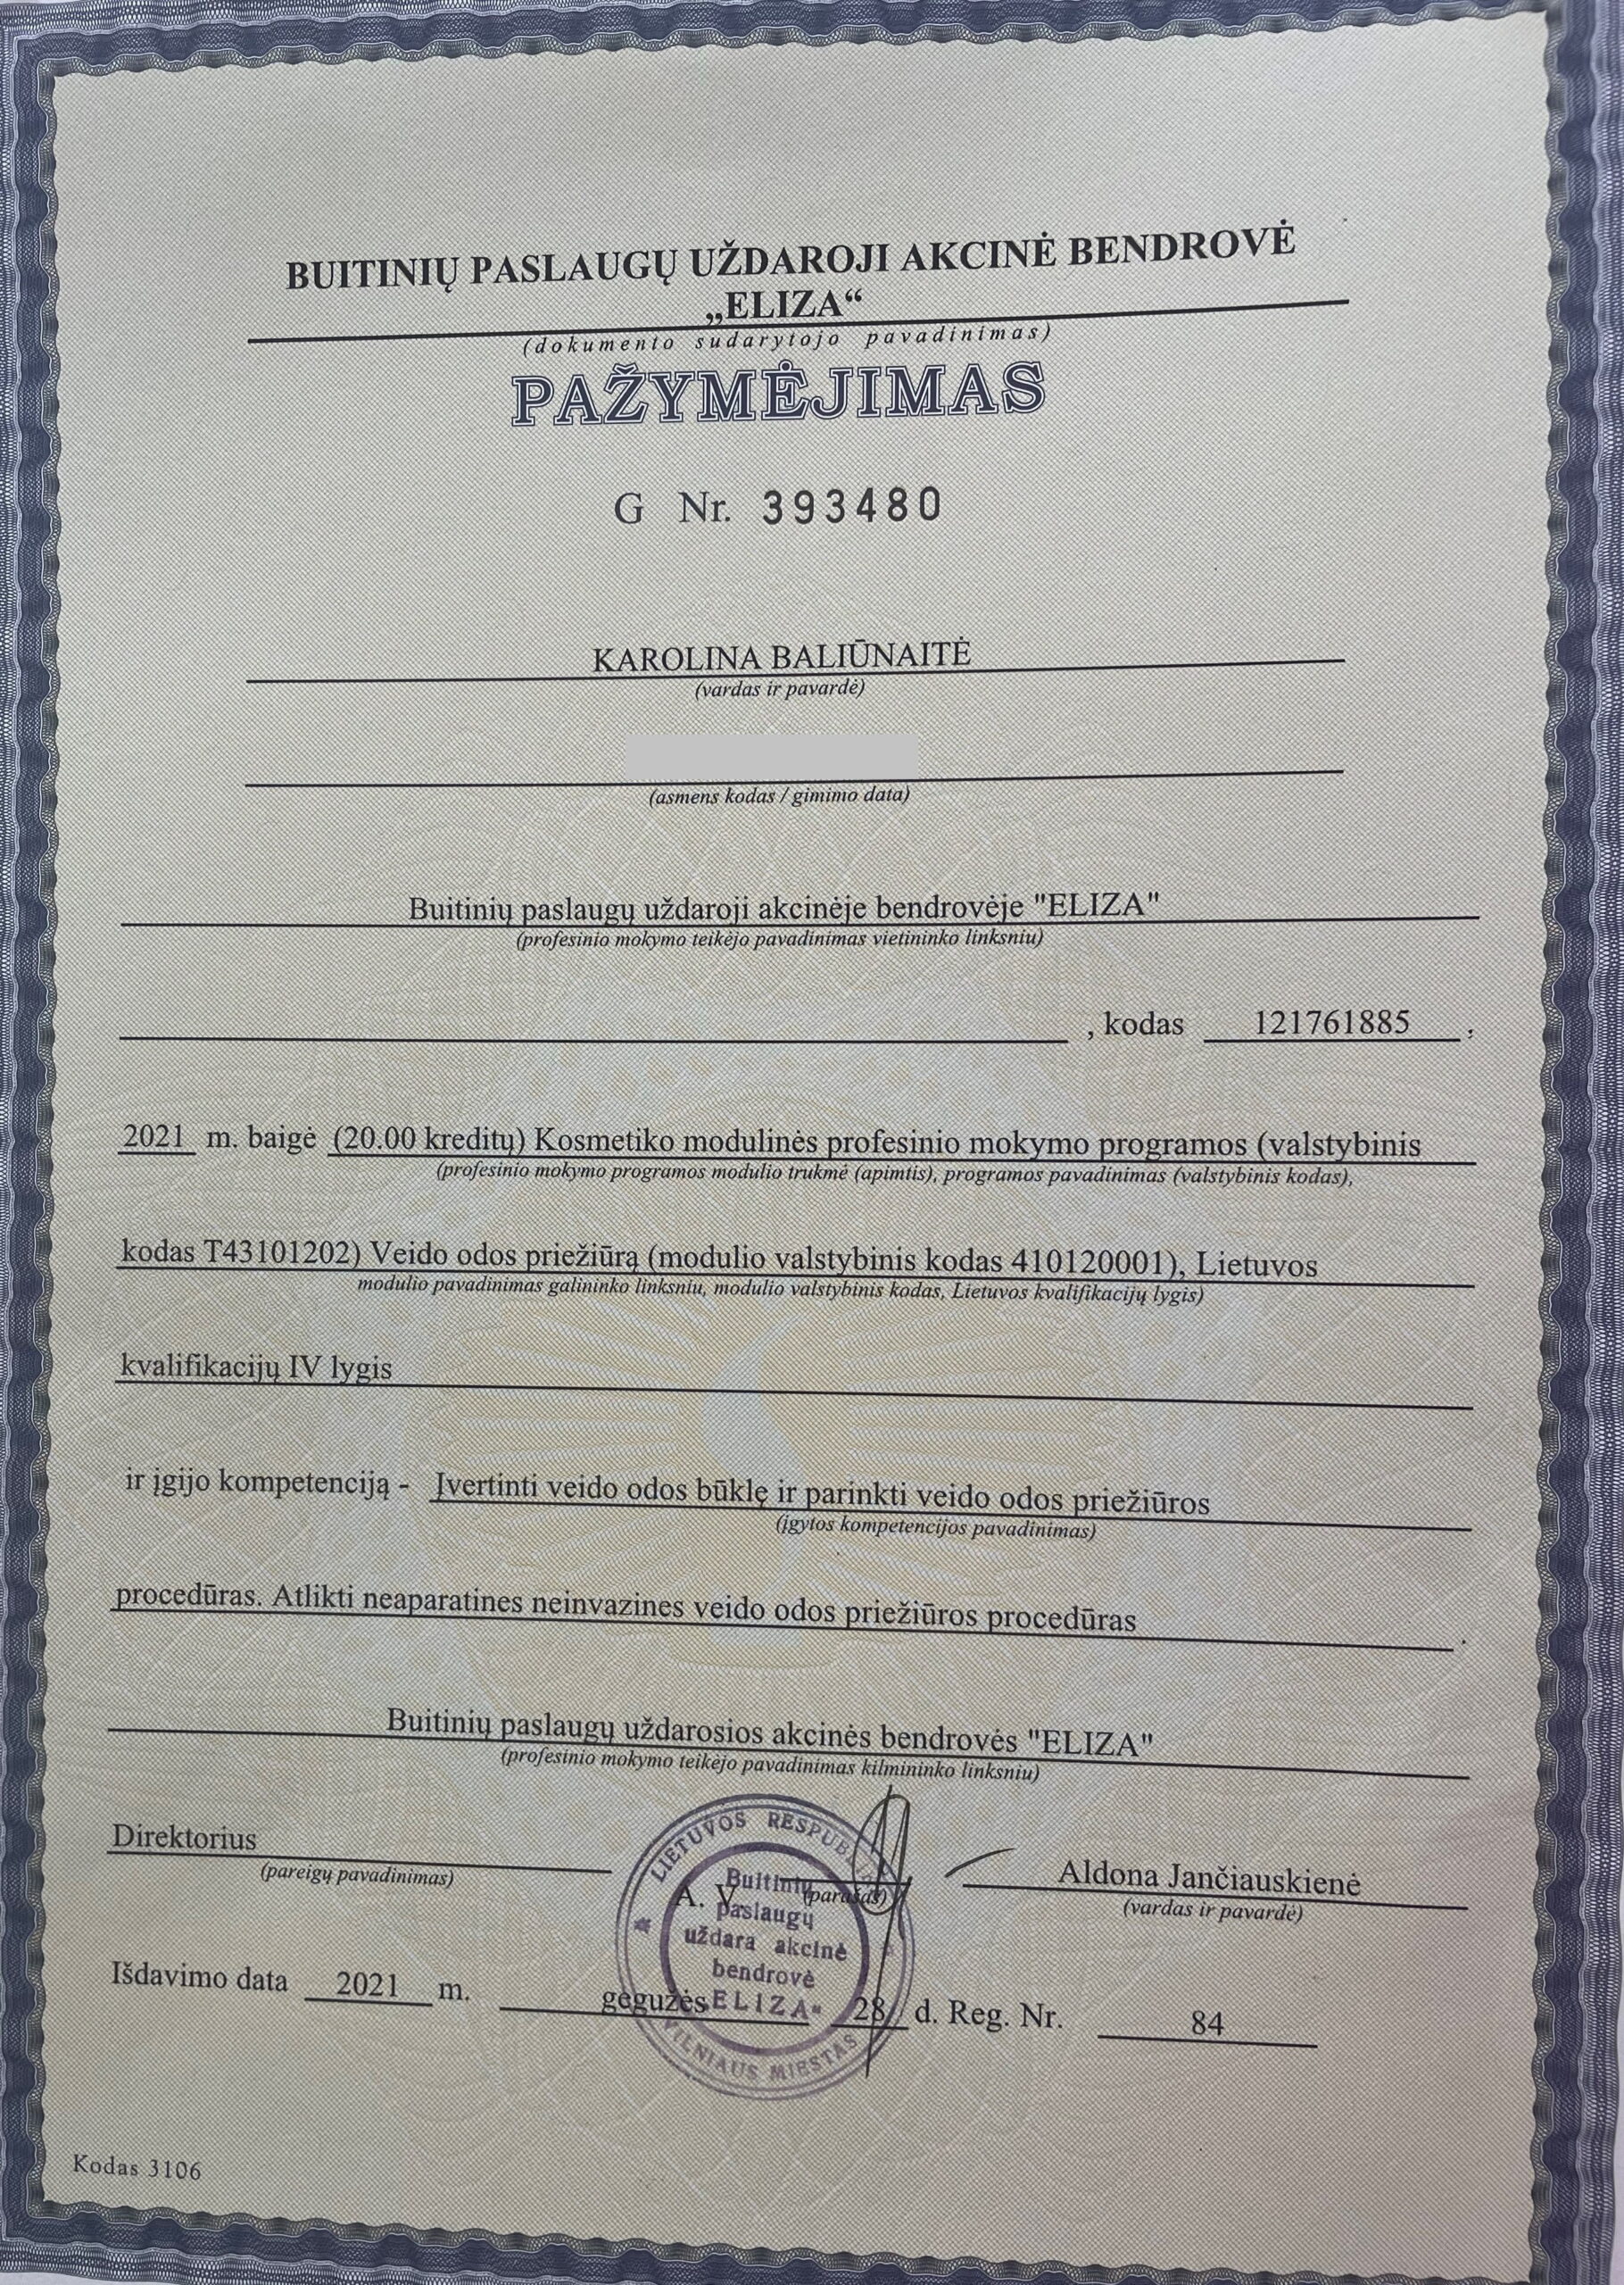 BUITINIŲ PASLAUGŲ UŽDAROJI AKCINĖ BENDROVĖ
„ELIZA“
(dokumento sudarytojo pavadinimas)
PAŽYMĖJIMAS
G Nr. 393480
KAROLINA BALIŪNAITĖ
(vardas ir pavardė)
(asmens kodas / gimimo data)
Buitinių paslaugų uždaroji akcinėje bendrovėje "ELIZA"
(profesinio mokymo teikėjo pavadinimas vietininko linksniu)
, kodas 121761885 ,
2021 m. baigė (20.00 kreditų) Kosmetiko modulinės profesinio mokymo programos (valstybinis
(profesinio mokymo programos modulio trukmė (apimtis), programos pavadinimas (valstybinis kodas),
kodas T43101202) Veido odos priežiūrą (modulio valstybinis kodas 410120001), Lietuvos
modulio pavadinimas galininko linksniu, modulio valstybinis kodas, Lietuvos kvalifikacijų lygis)
kvalifikacijų IV lygis
ir įgijo kompetenciją - Įvertinti veido odos būklę ir parinkti veido odos priežiūros
(įgytos kompetencijos pavadinimas)
procedūras. Atlikti neaparatines neinvazines veido odos priežiūros procedūras .
Buitinių paslaugų uždarosios akcinės bendrovės "ELIZA"
(profesinio mokymo teikėjo pavadinimas kilmininko linksniu)
Direktorius
(pareigų pavadinimas)
A. V.
(parašas)
Aldona Jančiauskienė
(vardas ir pavardė)
LIETUVOS RESPUBLIKA
Buitinių
paslaugų
uždara akcinė
bendrovė
„ELIZA“
VILNIAUS MIESTAS
Išdavimo data 2021 m. gegužės 28 d. Reg. Nr. 84
Kodas 3106